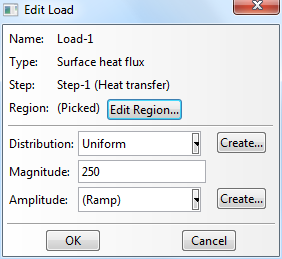 Edit Load
Name: Load-1
Type: Surface heat flux
Step: Step-1 (Heat transfer)
Region: (Picked) Edit Region...
Distribution: Uniform Create...
Magnitude: 250
Amplitude: (Ramp) Create...
OK Cancel